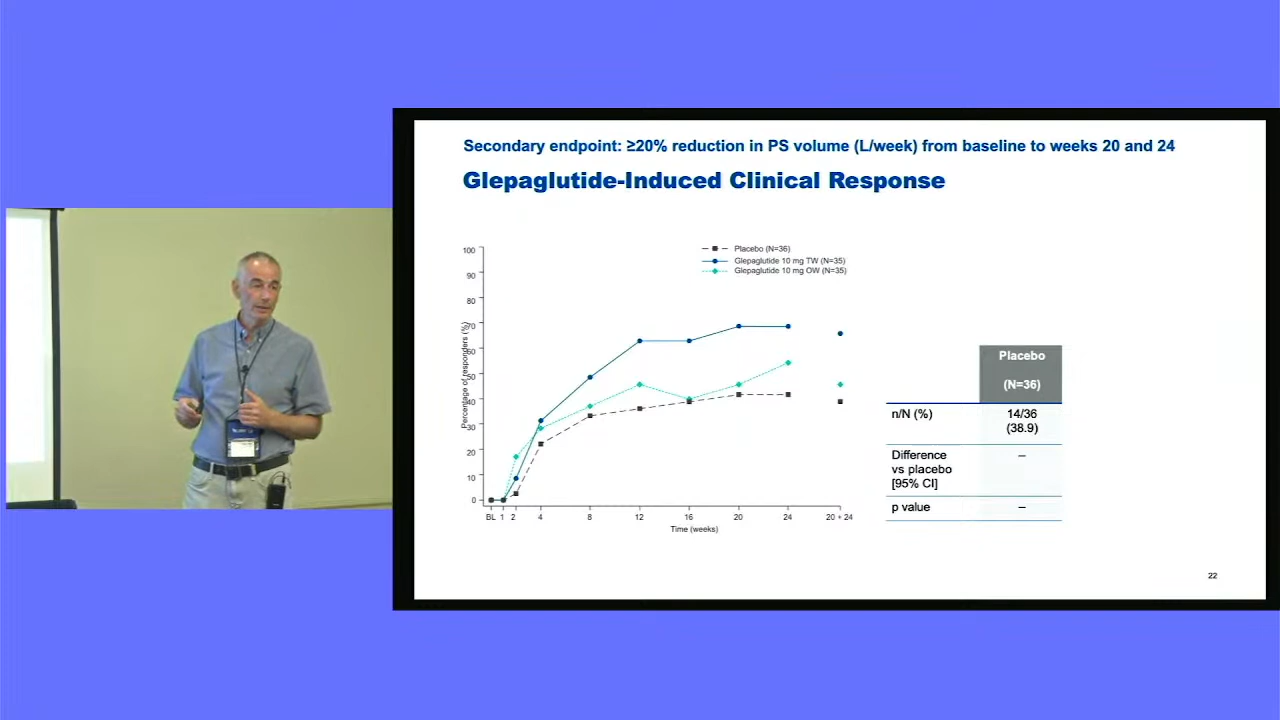 Secondary endpoint: ≥20% reduction in PS volume (L/week) from baseline to weeks 20 and 24
Glepaglutide-Induced Clinical Response
Placebo (N=36)
Glepaglutide 10 mg TW (N=35)
Glepaglutide 10 mg OW (N=35)
Percentage of responders (%)
100
90
80
70
60
50
40
30
20
10
0
BL 1 2 4 8 12 16 20 24 20 + 24
Time (weeks)
Placebo
(N=36)
n/N (%) 14/36
(38.9)
Difference –
vs placebo
[95% CI]
p value –
22